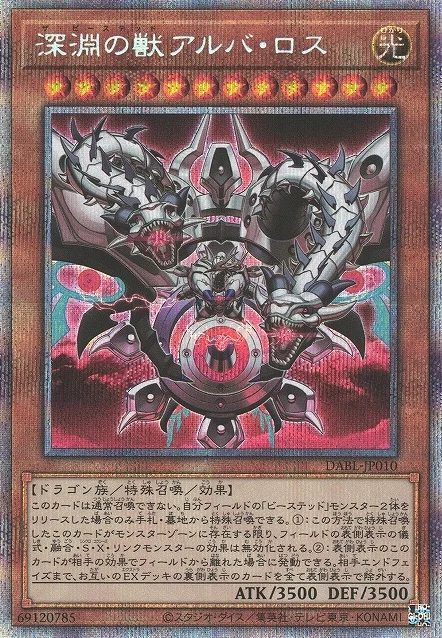 深淵の獣アルバ・ロス
光
DABL-JP010
【ドラゴン族／特殊召喚／効果】
このカードは通常召喚できない。自分フィールドの「ビーステッド」モンスター２体を
リリースした場合のみ手札・墓地から特殊召喚できる。①：この方法で特殊召喚
したこのカードがモンスターゾーンに存在する限り、フィールドの表側表示の儀
式・融合・Ｓ・Ｘ・リンクモンスターの効果は無効化される。②：表側表示のこの
カードが相手の効果でフィールドから離れた場合に発動できる。相手エンドフ
ェイズまで、お互いのＥＸデッキの裏側表示のカードを全て表側表示で除外する。
ATK/3500 DEF/3500
69120785
©スタジオ・ダイス／集英社・テレビ東京・KONAMI